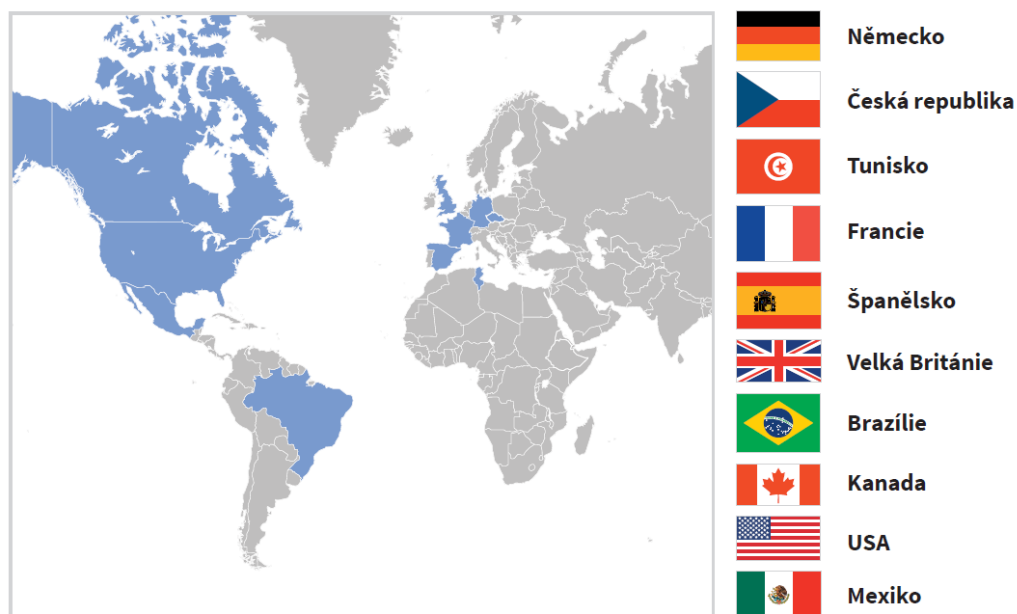 Německo
Česká republika
Tunisko
Francie
Španělsko
Velká Británie
Brazílie
Kanada
USA
Mexiko